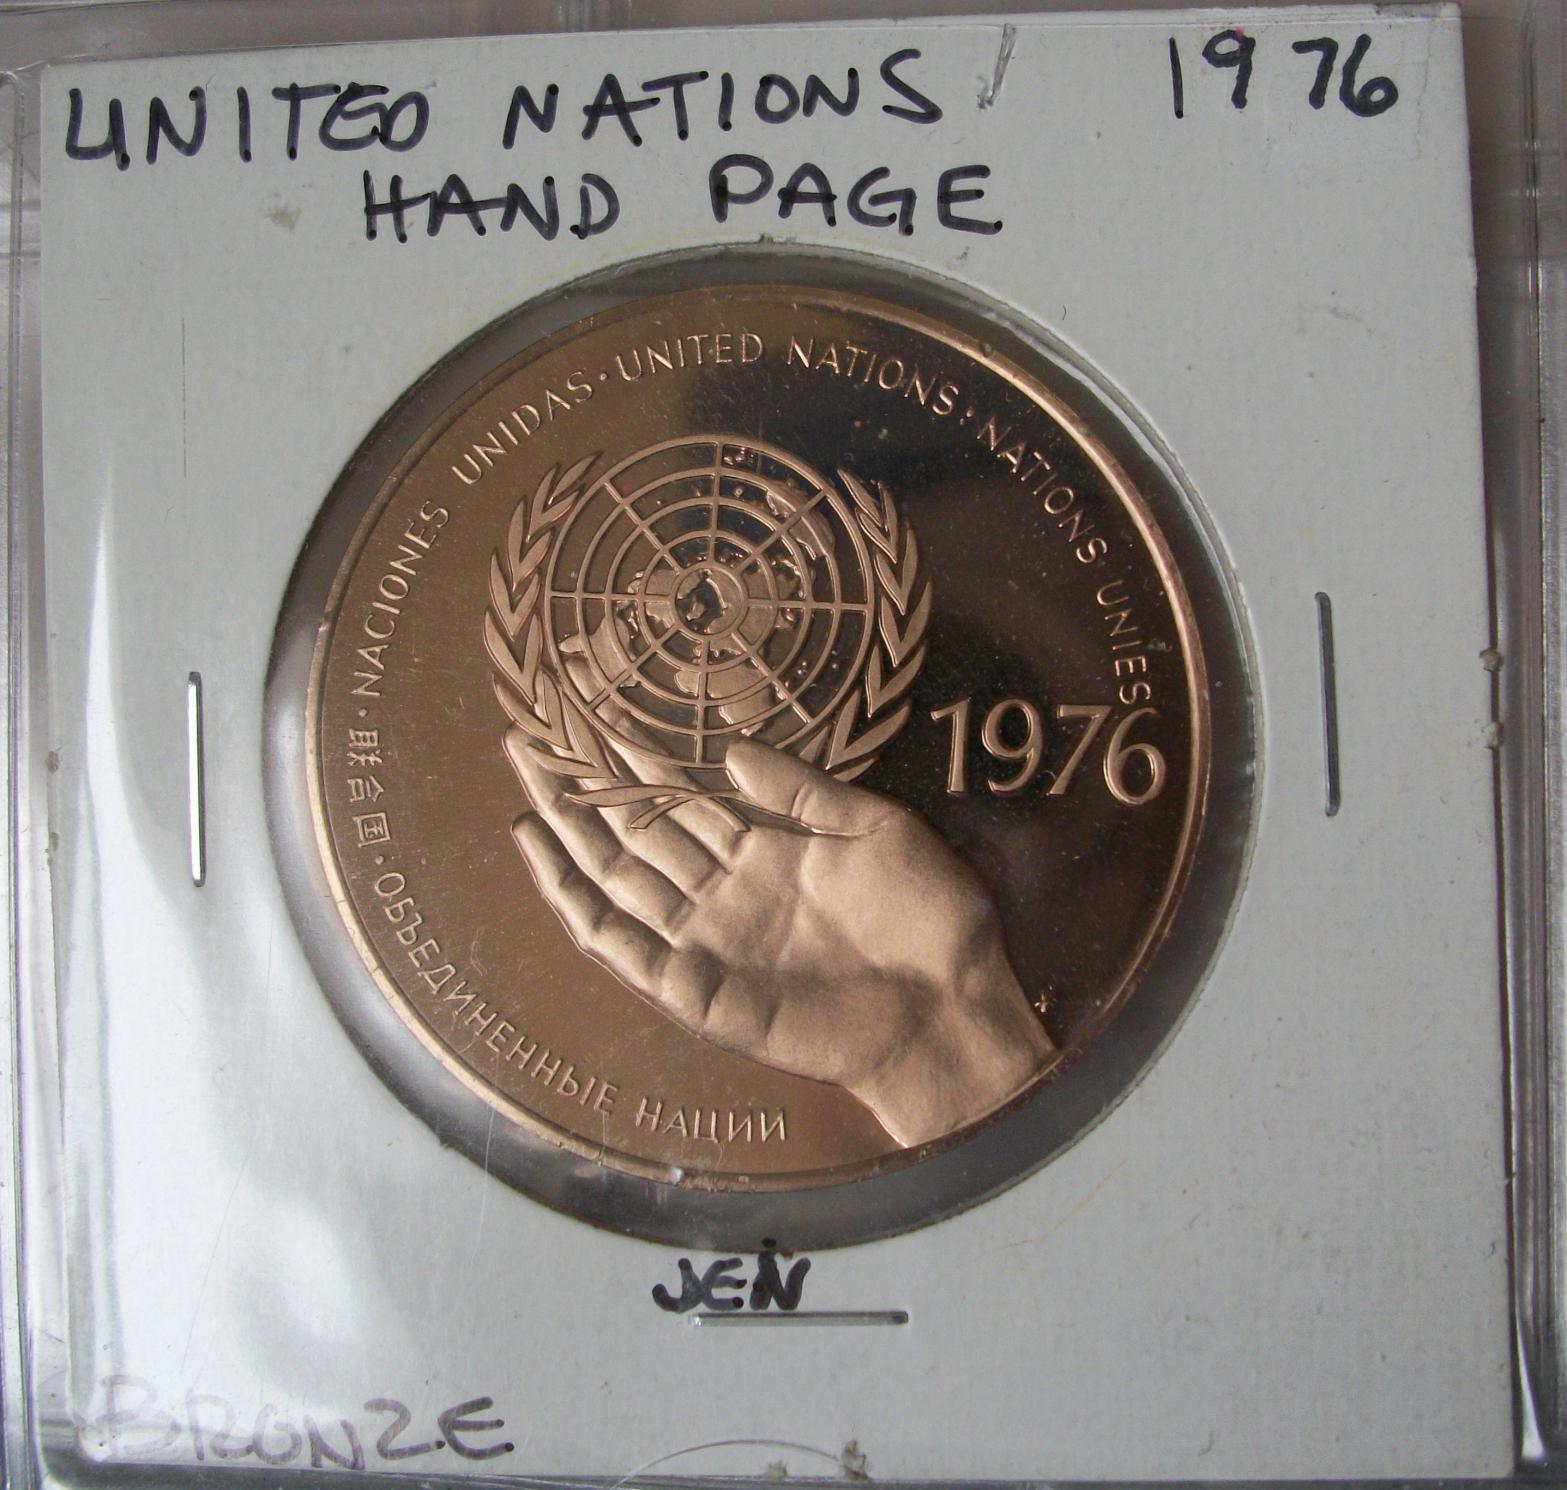 UNITED NATIONS 1976
HAND PAGE
联合国 · NACIONES UNIDAS · UNITED NATIONS · NATIONS UNIES
1976
ОБЪЕДИНЕННЫЕ НАЦИИ
JEN
BRONZE